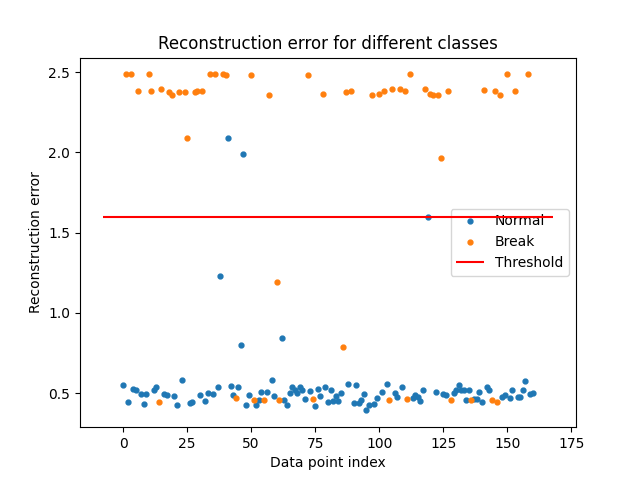 Reconstruction error for different classes
Reconstruction error
2.5
2.0
1.5
1.0
0.5
Normal
Break
Threshold
0
25
50
75
100
125
150
175
Data point index